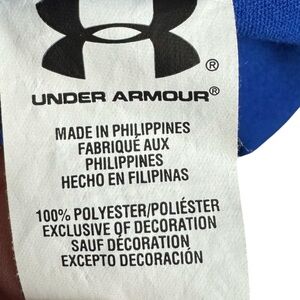 ®
UNDER ARMOUR®
MADE IN PHILIPPINES
FABRIQUÉ AUX
PHILIPPINES
HECHO EN FILIPINAS
100% POLYESTER/POLIÉSTER
EXCLUSIVE OF DECORATION
SAUF DÉCORATION
EXCEPTO DECORACIÓN